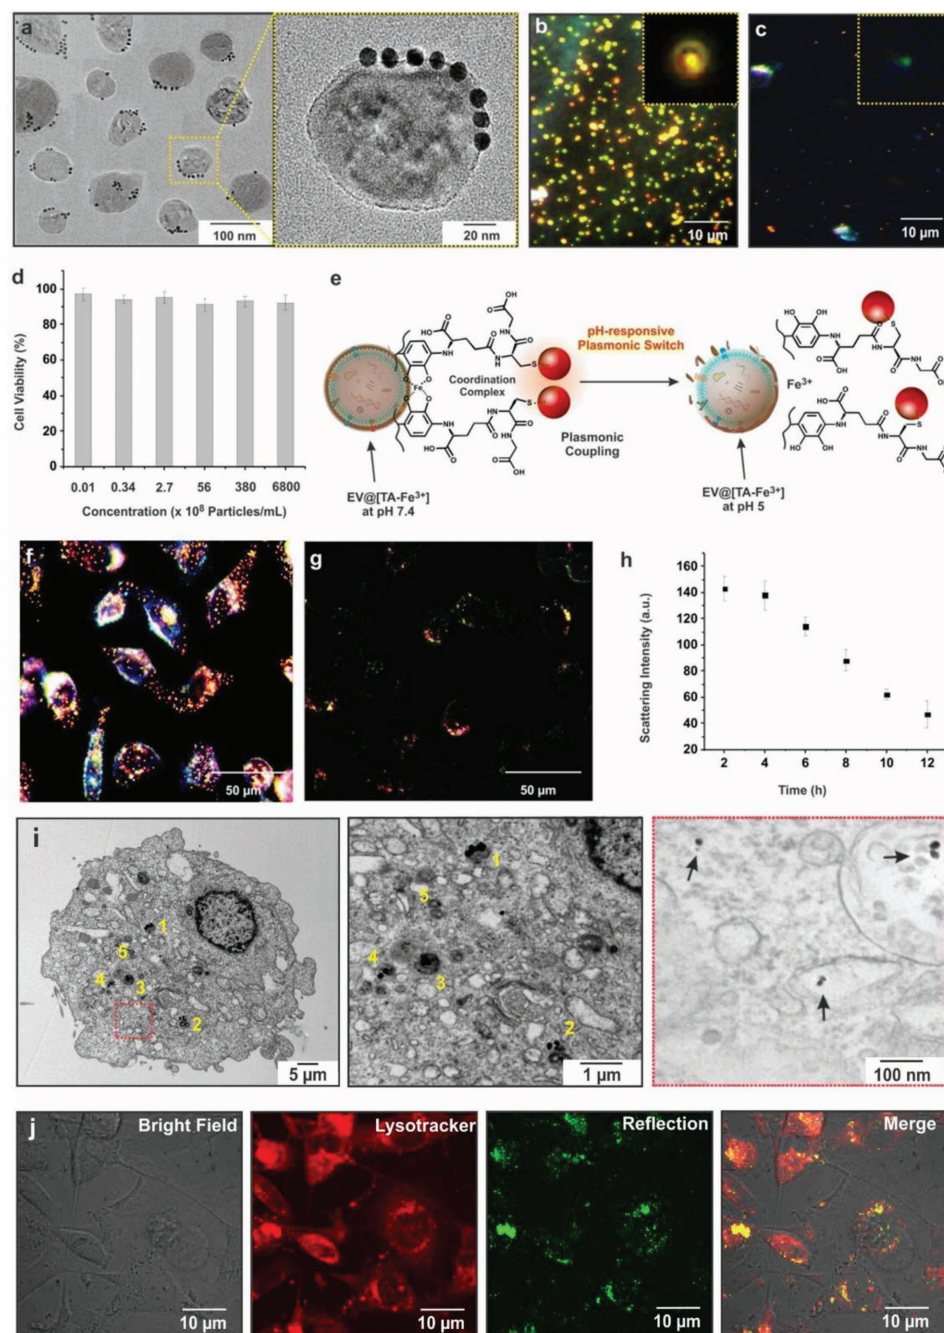 a
100 nm
20 nm
b
10 µm
c
10 µm
d
Cell Viability (%)
100
80
60
40
20
0
0.01 0.34 2.7 56 380 6800
Concentration (x 10⁸ Particles/mL)
e
pH-responsive
Plasmonic Switch
Coordination
Complex
Plasmonic
Coupling
Fe
Fe³⁺
EV@[TA-Fe³⁺]
at pH 7.4
EV@[TA-Fe³⁺]
at pH 5
f
50 µm
g
50 µm
h
Scattering Intensity (a.u.)
160
140
120
100
80
60
40
20
2 4 6 8 10 12
Time (h)
i
1
5
4
3
2
5 µm
1
5
4
3
2
1 µm
100 nm
j
Bright Field
10 µm
Lysotracker
10 µm
Reflection
10 µm
Merge
10 µm